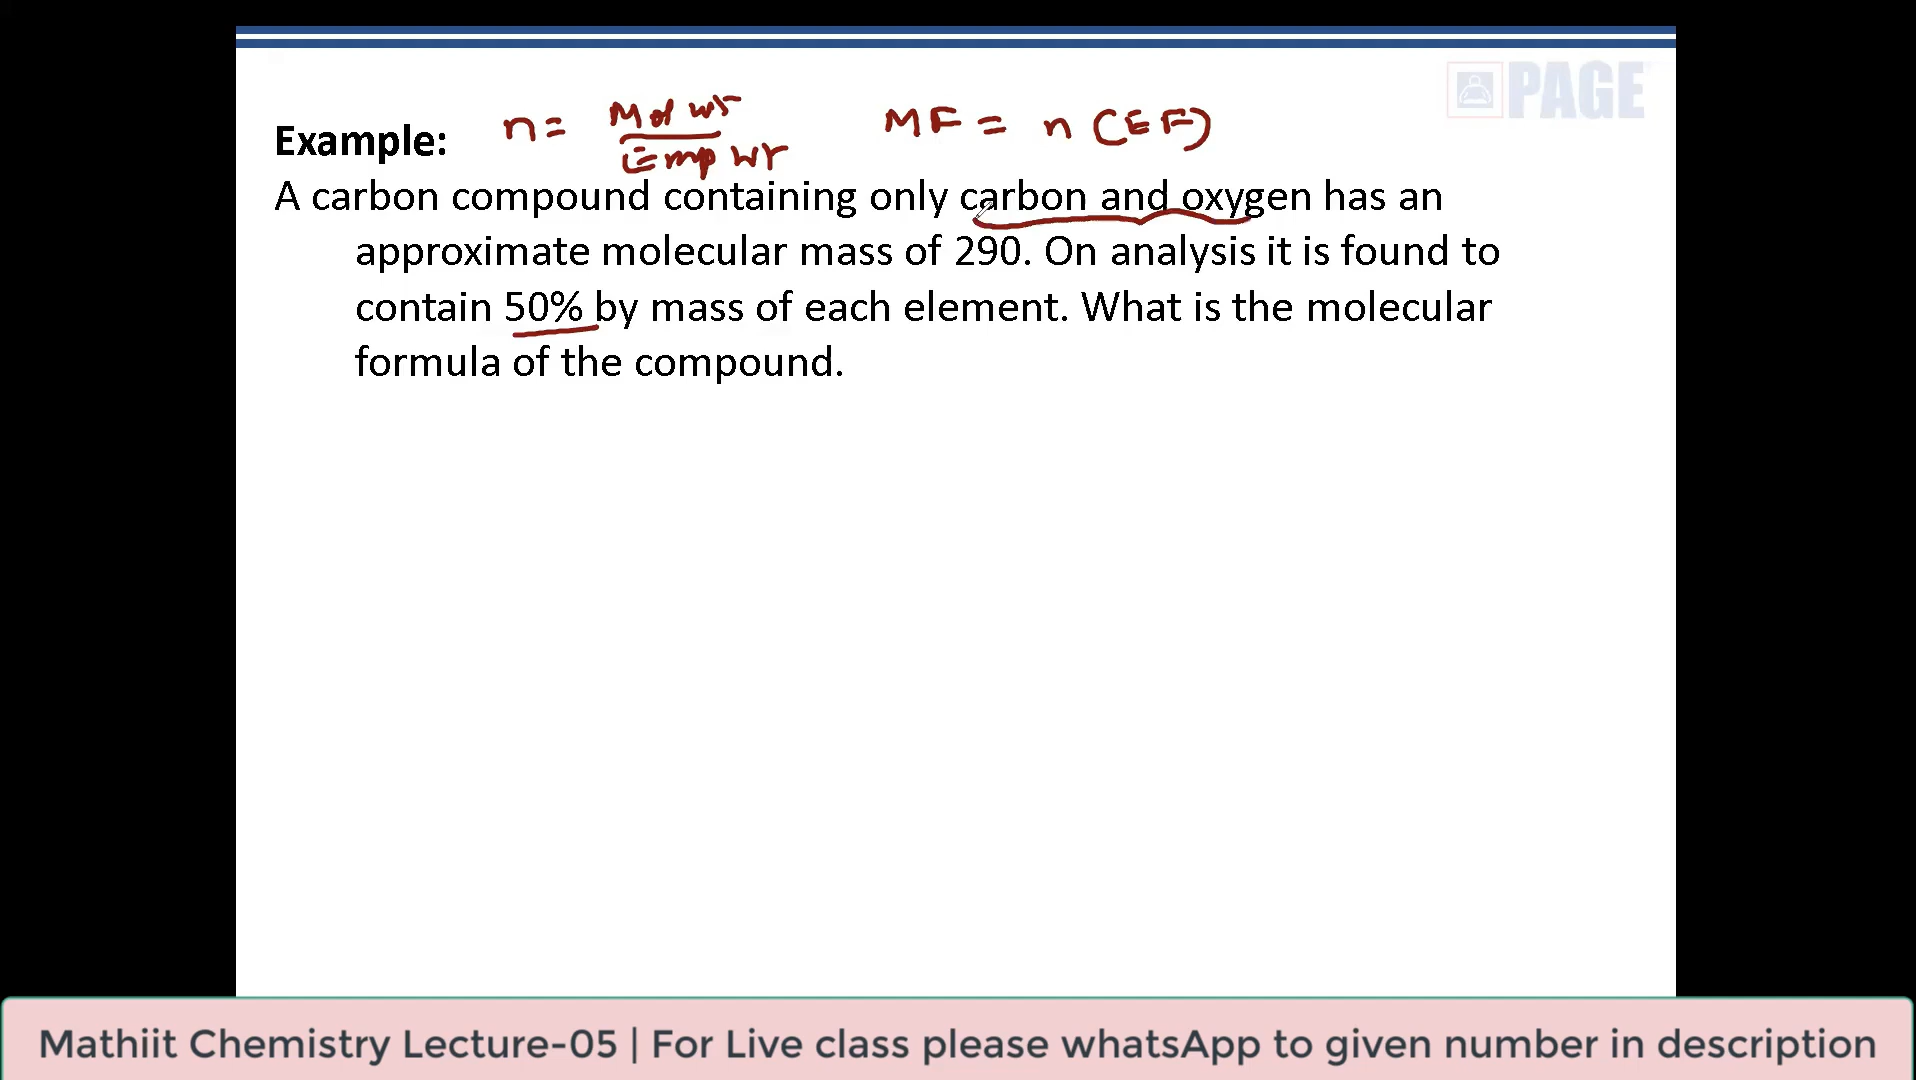 PAGE
n = Mol wt / Emp wt MF = n (EF)
Example:
A carbon compound containing only carbon and oxygen has an
approximate molecular mass of 290. On analysis it is found to
contain 50% by mass of each element. What is the molecular
formula of the compound.
Mathiit Chemistry Lecture-05 | For Live class please whatsApp to given number in description